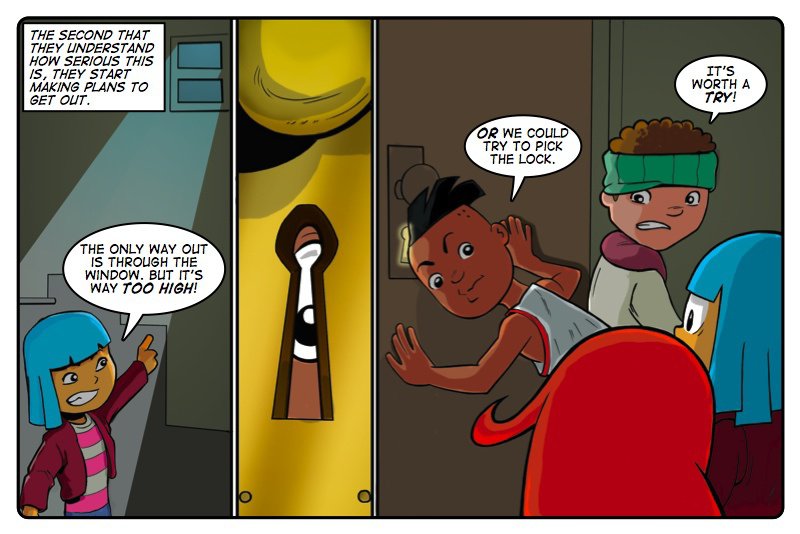 THE SECOND THAT
THEY UNDERSTAND
HOW SERIOUS THIS
IS, THEY START
MAKING PLANS TO
GET OUT.
THE ONLY WAY OUT
IS THROUGH THE
WINDOW. BUT IT'S
WAY TOO HIGH!
OR WE COULD
TRY TO PICK
THE LOCK.
IT'S
WORTH A
TRY!